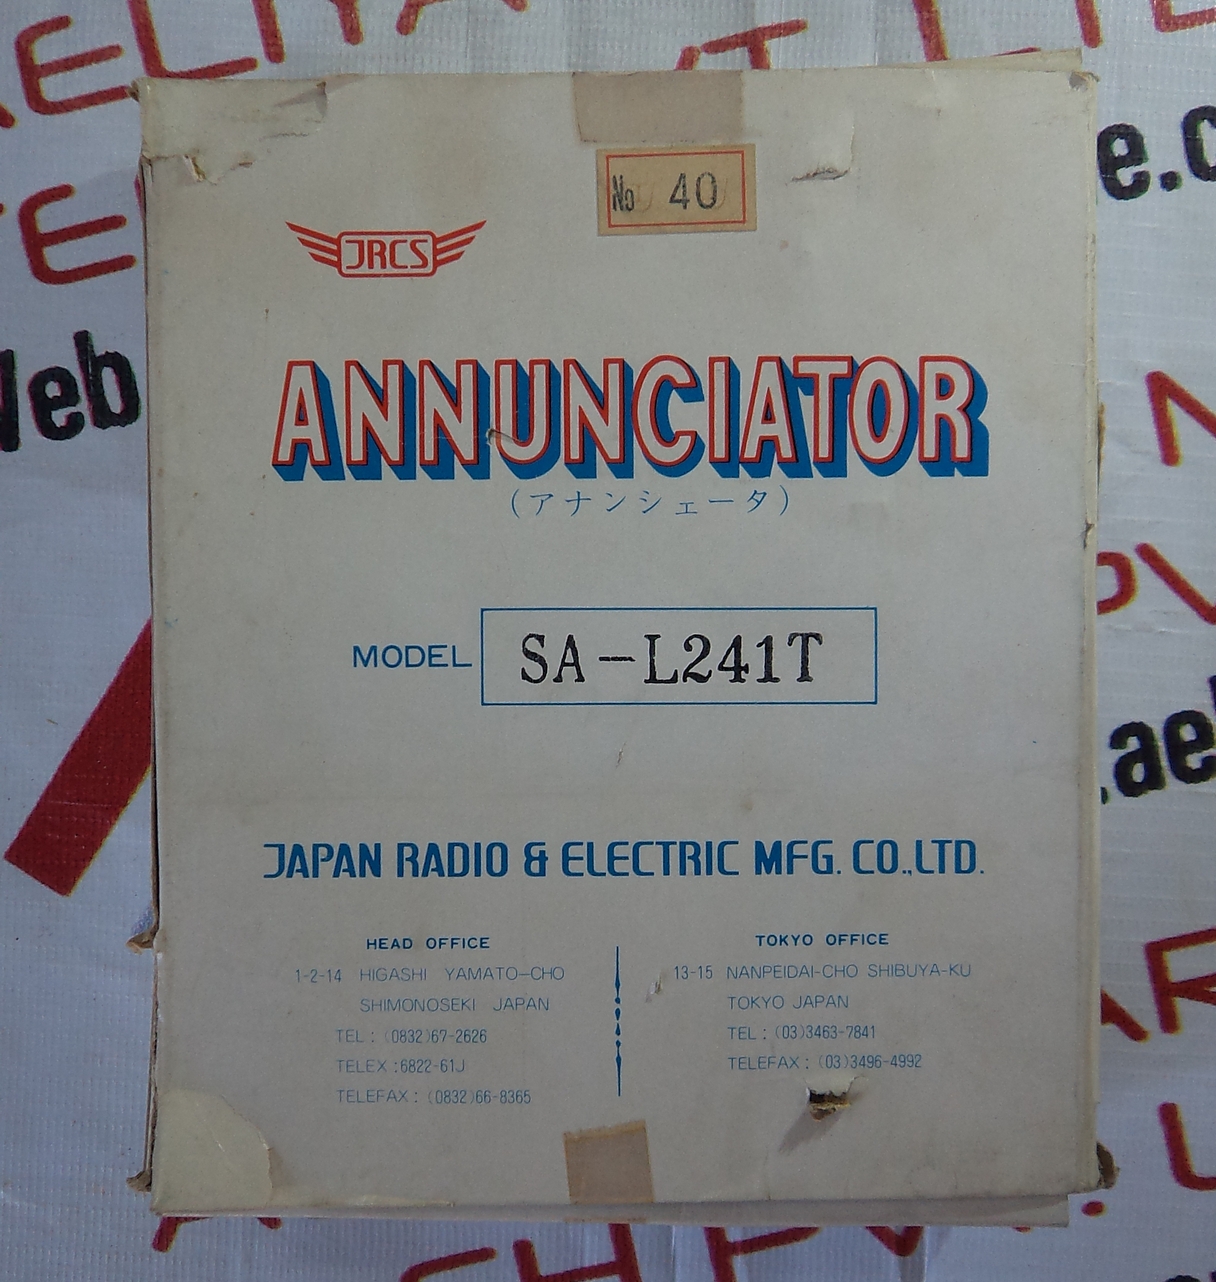 No 40
JRCS
ANNUNCIATOR
(アナンシェータ)
MODEL SA-L241T
JAPAN RADIO & ELECTRIC MFG. CO.,LTD.
HEAD OFFICE
1-2-14 HIGASHI YAMATO-CHO
SHIMONOSEKI JAPAN
TEL : (0832)67-2626
TELEX :6822-61J
TELEFAX : (0832)66-8365
TOKYO OFFICE
13-15 NANPEIDAI-CHO SHIBUYA-KU
TOKYO JAPAN
TEL : (03)3463-7841
TELEFAX : (03)3496-4992